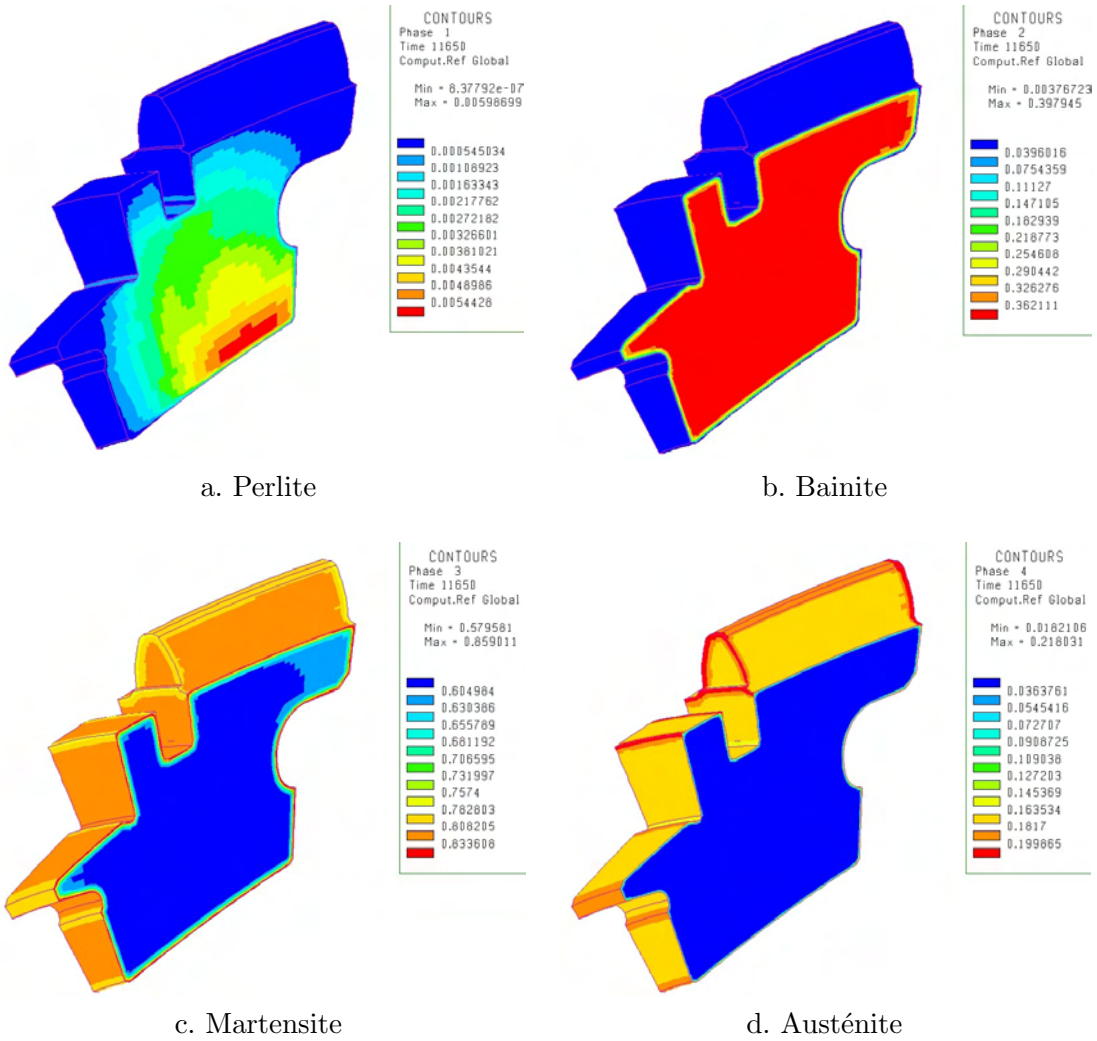 CONTOURS
Phase 1
Time 11650
Comput.Ref Global
Min = 8.37792e-07
Max = 0.00598699
0.000545034
0.00108923
0.00163343
0.00217762
0.00272182
0.00326601
0.00381021
0.0043544
0.0048986
0.0054428
CONTOURS
Phase 2
Time 11650
Comput.Ref Global
Min = 0.00376723
Max = 0.397945
0.0396016
0.0754359
0.11127
0.147105
0.182939
0.218773
0.254608
0.290442
0.326276
0.362111
a. Perlite
b. Bainite
CONTOURS
Phase 3
Time 11650
Comput.Ref Global
Min = 0.579581
Max = 0.859011
0.604984
0.630386
0.655789
0.681192
0.706595
0.731997
0.7574
0.782803
0.808205
0.833608
CONTOURS
Phase 4
Time 11650
Comput.Ref Global
Min = 0.0182106
Max = 0.218031
0.0363761
0.0545416
0.072707
0.0908725
0.109038
0.127203
0.145369
0.163534
0.1817
0.199865
c. Martensite
d. Austénite